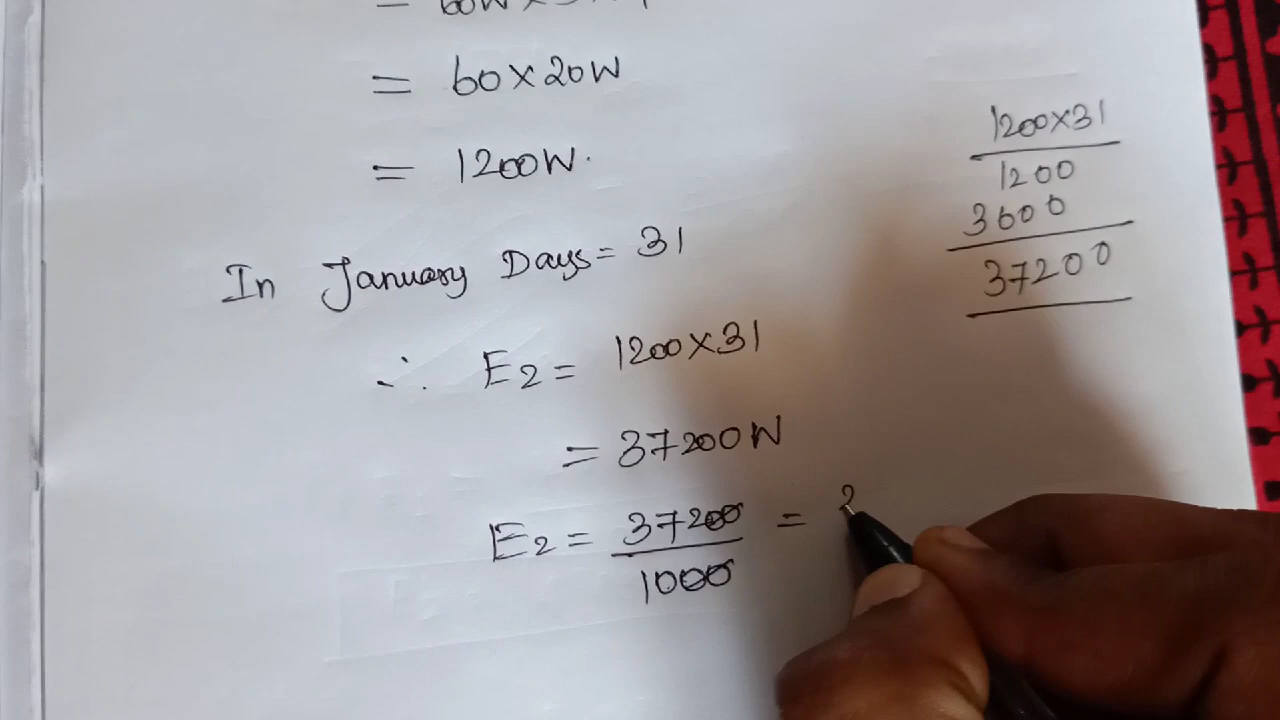 = 60W ×
= 60×20W
= 1200W.
In January Days = 31
∴ E2 = 1200×31
= 37200W
E2 = 37200 / 1000 =
1200×31
1200
3600
37200